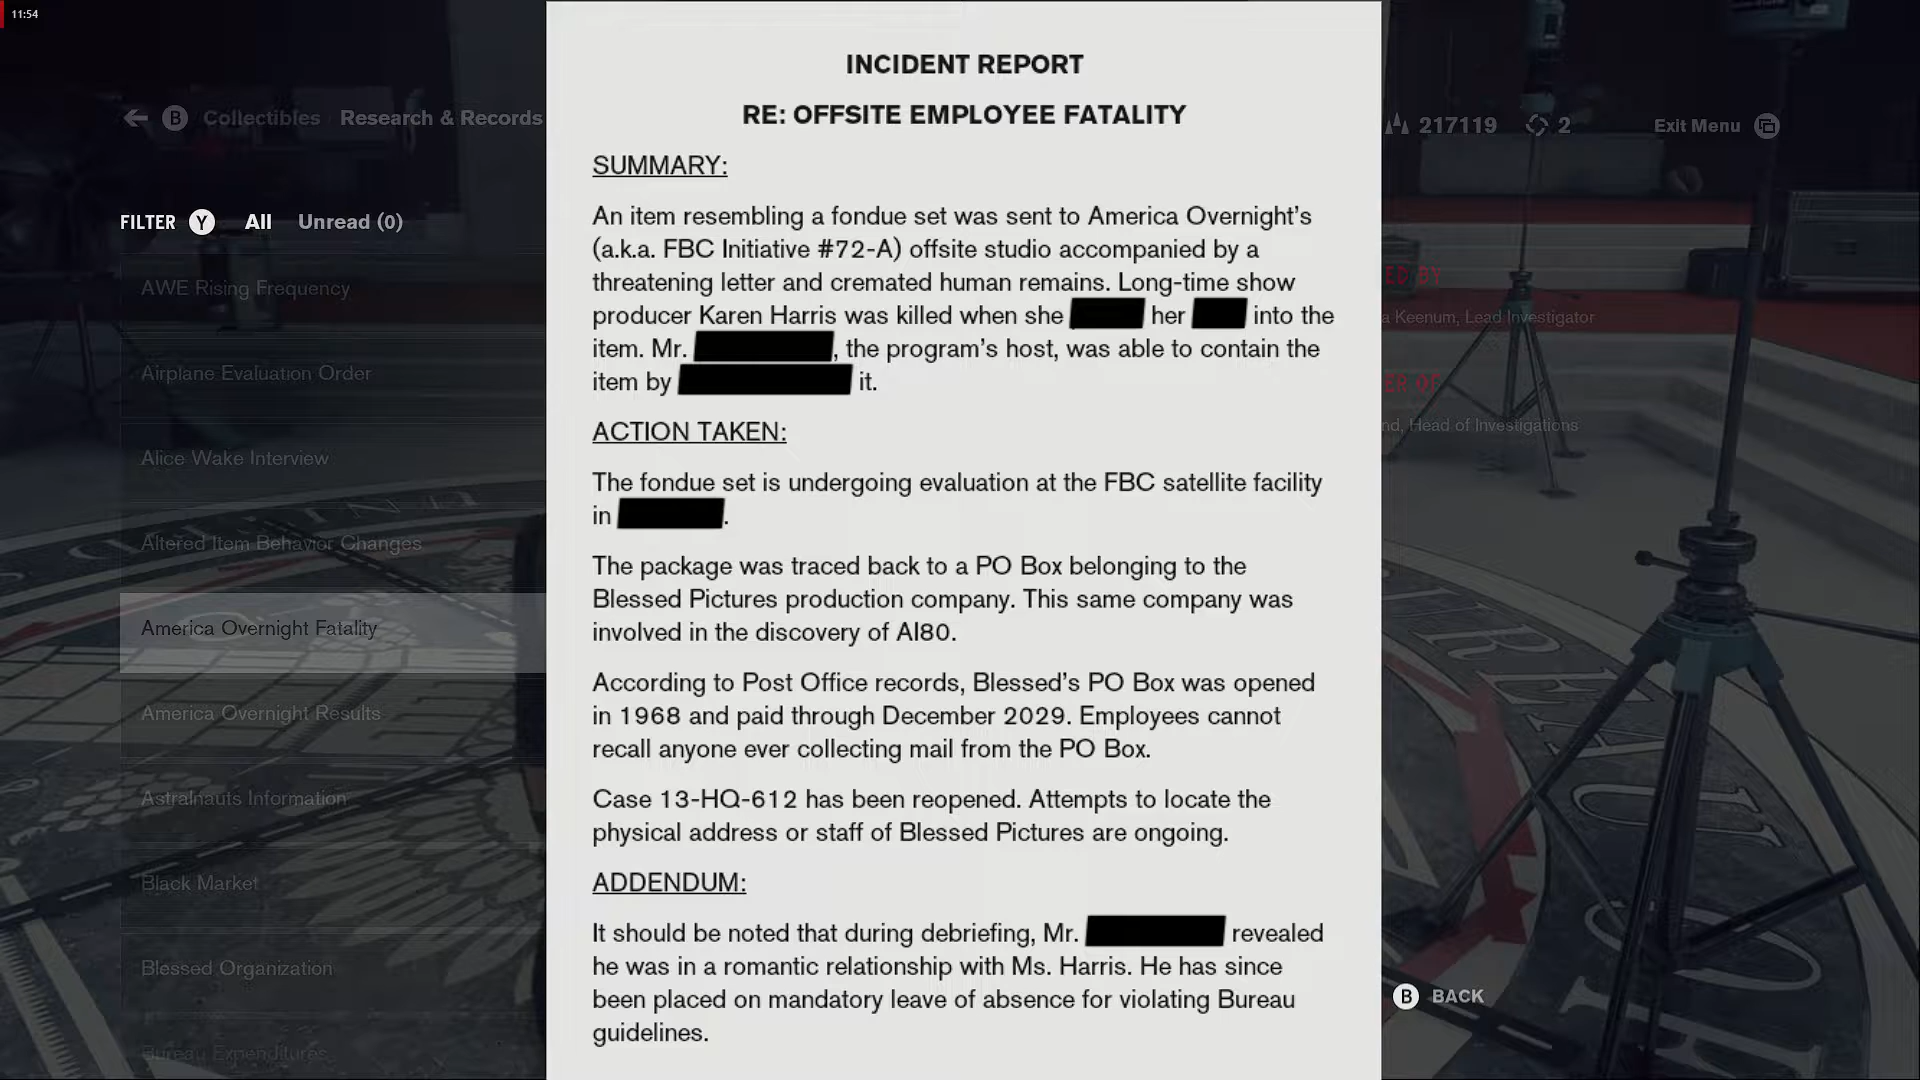 11:54
INCIDENT REPORT
RE: OFFSITE EMPLOYEE FATALITY
SUMMARY:
An item resembling a fondue set was sent to America Overnight's
(a.k.a. FBC Initiative #72-A) offsite studio accompanied by a
threatening letter and cremated human remains. Long-time show
producer Karen Harris was killed when she her into the
item. Mr. , the program's host, was able to contain the
item by it.
ACTION TAKEN:
The fondue set is undergoing evaluation at the FBC satellite facility
in .
The package was traced back to a PO Box belonging to the
Blessed Pictures production company. This same company was
involved in the discovery of AI80.
According to Post Office records, Blessed's PO Box was opened
in 1968 and paid through December 2029. Employees cannot
recall anyone ever collecting mail from the PO Box.
Case 13-HQ-612 has been reopened. Attempts to locate the
physical address or staff of Blessed Pictures are ongoing.
ADDENDUM:
It should be noted that during debriefing, Mr. revealed
he was in a romantic relationship with Ms. Harris. He has since
been placed on mandatory leave of absence for violating Bureau
guidelines.
B Collectibles Research & Records
FILTER Y All Unread (0)
AWE Rising Frequency
Airplane Evaluation Order
Alice Wake Interview
Altered Item Behavior Changes
America Overnight Fatality
America Overnight Results
Astralnauts Information
Black Market
Blessed Organization
Bureau Expenditures
217119 2 Exit Menu
ED BY
a Keenum, Lead Investigator
ER OF
nd, Head of Investigations
B BACK